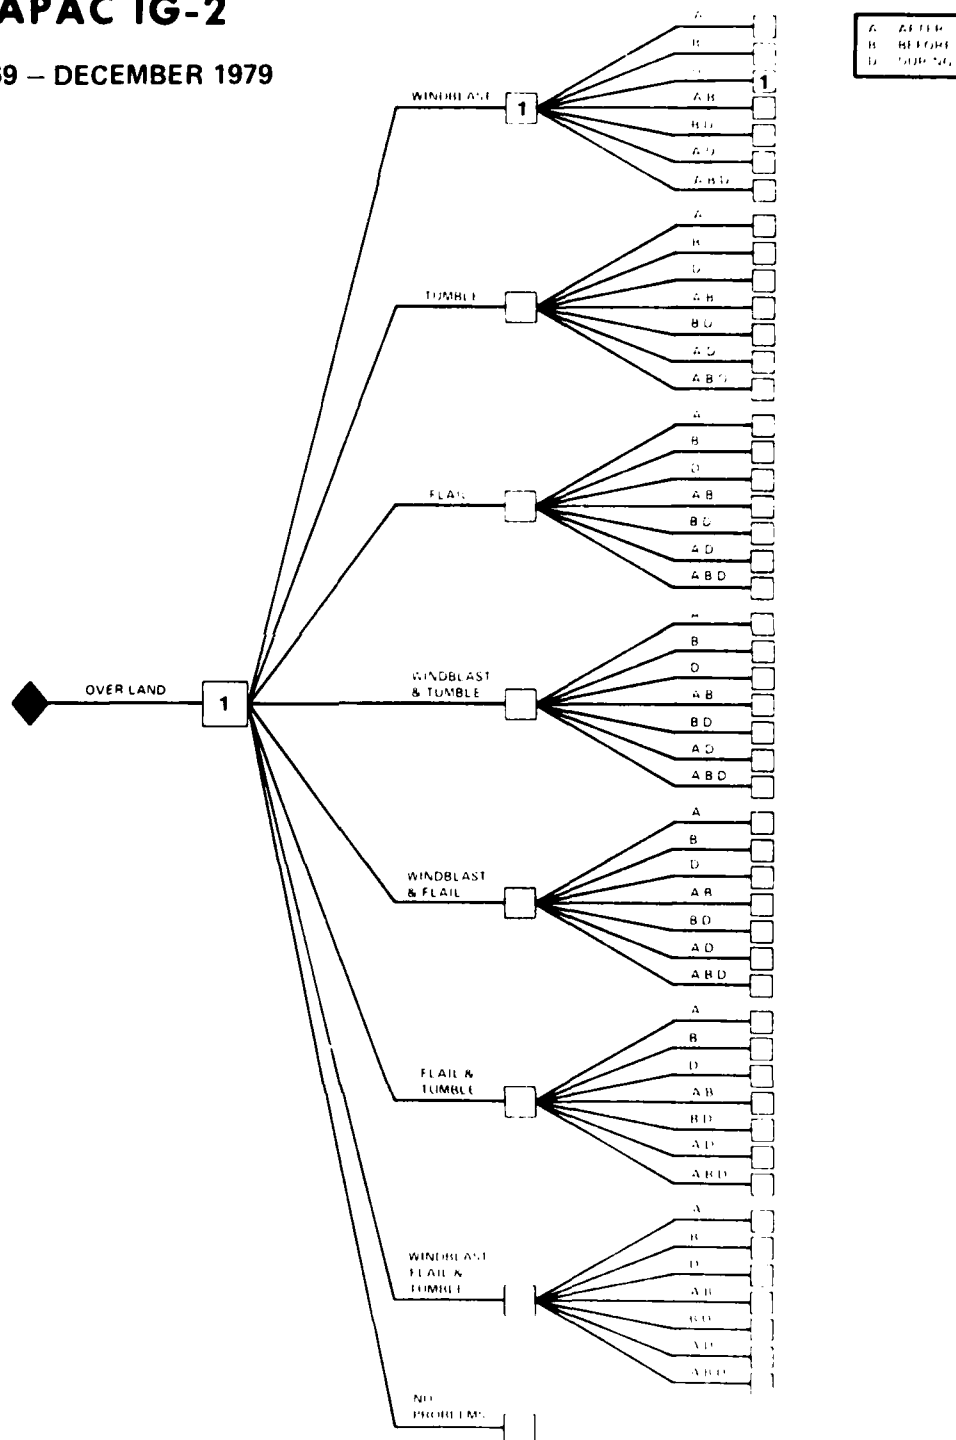 APAC IG-2
69 – DECEMBER 1979
A AFTER
B BEFORE
D DURING
OVER LAND
1
WINDBLAST
1
A
B
D
1
A B
B D
A D
A B D
TUMBLE
A
B
D
A B
B D
A D
A B D
FLAIL
A
B
D
A B
B D
A D
A B D
WINDBLAST
& TUMBLE
A
B
D
A B
B D
A D
A B D
WINDBLAST
& FLAIL
A
B
D
A B
B D
A D
A B D
FLAIL &
TUMBLE
A
B
D
A B
B D
A D
A B D
WINDBLAST
FLAIL &
TUMBLE
A
B
D
A B
B D
A D
A B D
NO
PROBLEMS